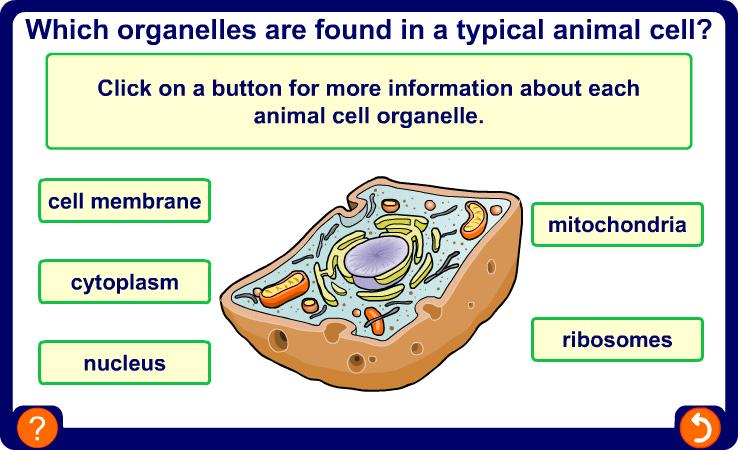 Which organelles are found in a typical animal cell?
Click on a button for more information about each
animal cell organelle.
cell membrane
cytoplasm
nucleus
mitochondria
ribosomes
?